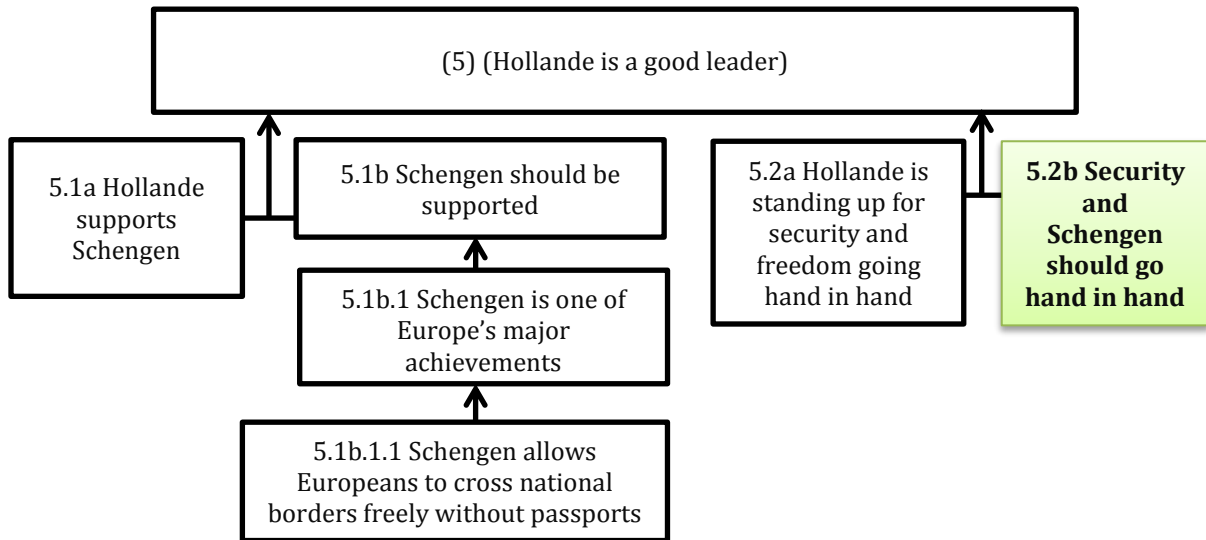 (5) (Hollande is a good leader)
5.1a Hollande
supports
Schengen
5.1b Schengen should be
supported
5.2a Hollande is
standing up for
security and
freedom going
hand in hand
5.2b Security
and
Schengen
should go
hand in hand
5.1b.1 Schengen is one of
Europe’s major
achievements
5.1b.1.1 Schengen allows
Europeans to cross national
borders freely without passports